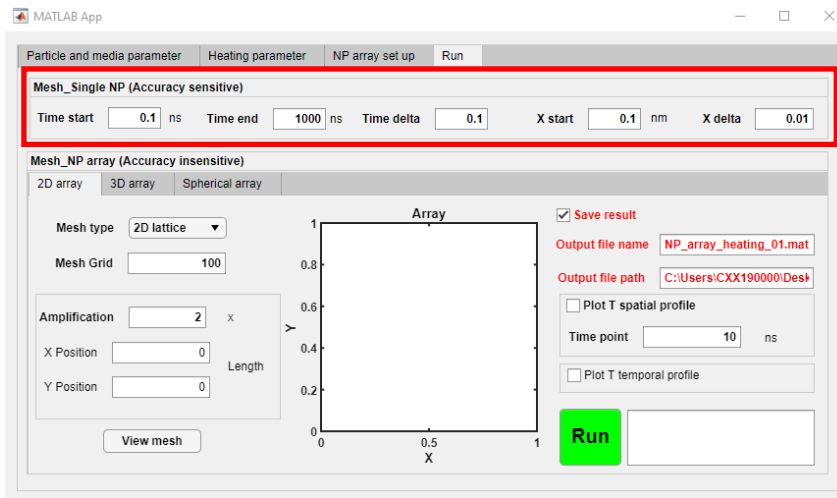 MATLAB App
Particle and media parameter Heating parameter NP array set up Run
Mesh_Single NP (Accuracy sensitive)
Time start 0.1 ns Time end 1000 ns Time delta 0.1 X start 0.1 nm X delta 0.01
Mesh_NP array (Accuracy insensitive)
2D array 3D array Spherical array
Mesh type 2D lattice
Mesh Grid 100
Amplification 2 x
X Position 0
Length
Y Position 0
View mesh
Array
1
0.8
0.6
0.4
0.2
0
Y
0 0.5 1
X
Save result
Output file name NP_array_heating_01.mat
Output file path C:\Users\CXX190000\Desk
Plot T spatial profile
Time point 10 ns
Plot T temporal profile
Run